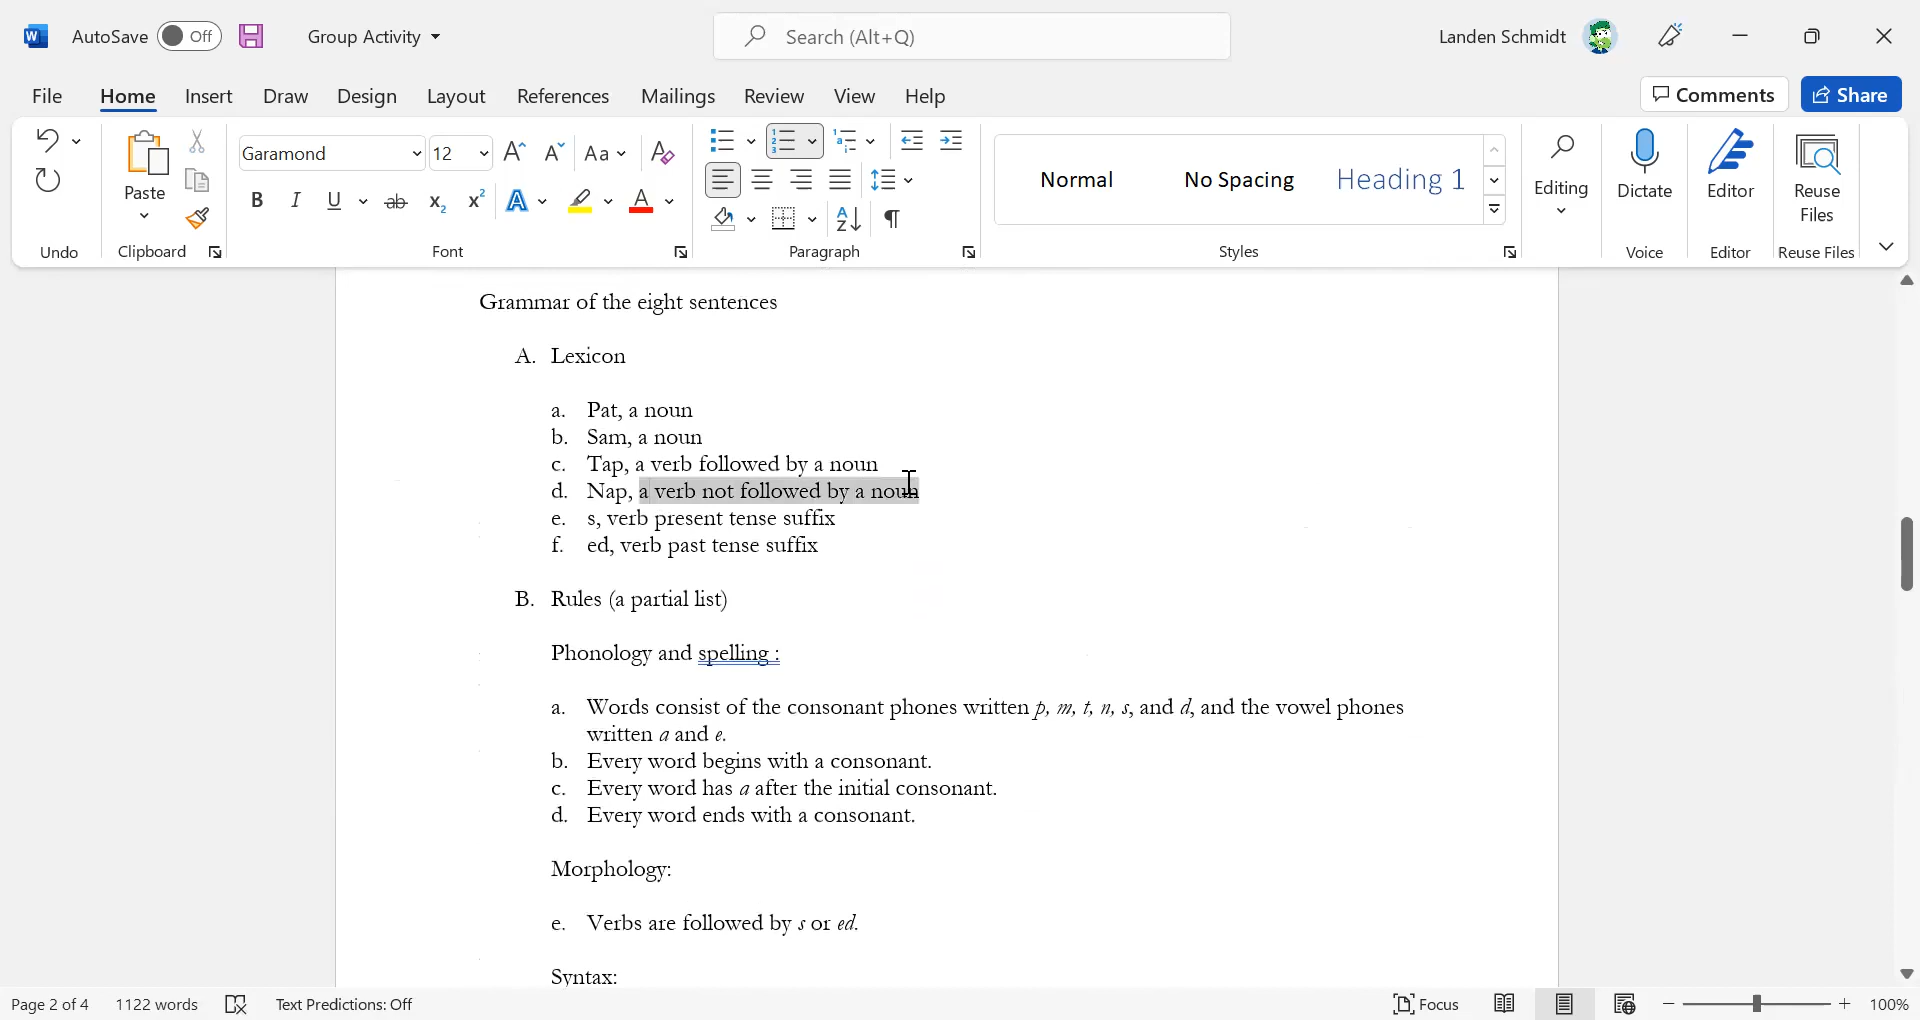 AutoSave Off Group Activity Search (Alt+Q) Landen Schmidt
File Home Insert Draw Design Layout References Mailings Review View Help Comments Share
Garamond 12 Aa
Paste Normal No Spacing Heading 1 Editing Dictate Editor Reuse Files
B I U ab x₂ x² A A
Undo Clipboard Font Paragraph Styles Voice Editor Reuse Files
Grammar of the eight sentences
A. Lexicon
a. Pat, a noun
b. Sam, a noun
c. Tap, a verb followed by a noun
d. Nap, a verb not followed by a noun
e. s, verb present tense suffix
f. ed, verb past tense suffix
B. Rules (a partial list)
Phonology and spelling :
a. Words consist of the consonant phones written p, m, t, n, s, and d, and the vowel phones
written a and e.
b. Every word begins with a consonant.
c. Every word has a after the initial consonant.
d. Every word ends with a consonant.
Morphology:
e. Verbs are followed by s or ed.
Syntax:
Page 2 of 4 1122 words Text Predictions: Off Focus 100%